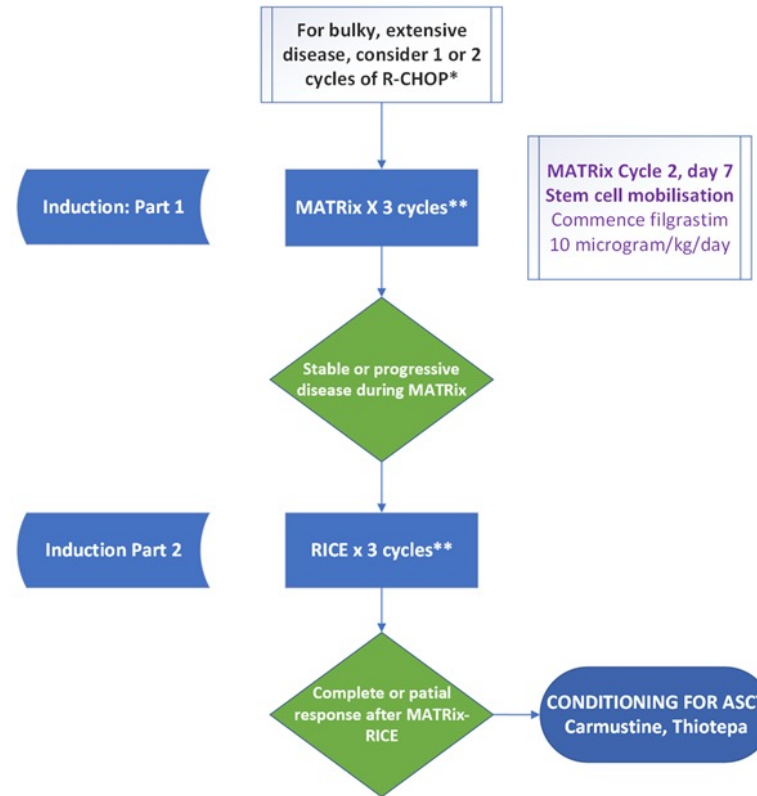 For bulky, extensive
disease, consider 1 or 2
cycles of R-CHOP*
Induction: Part 1
MATRix X 3 cycles**
MATRix Cycle 2, day 7
Stem cell mobilisation
Commence filgrastim
10 microgram/kg/day
Stable or progressive
disease during MATRix
Induction Part 2
RICE x 3 cycles**
Complete or patial
response after MATRix-
RICE
CONDITIONING FOR ASCT
Carmustine, Thiotepa